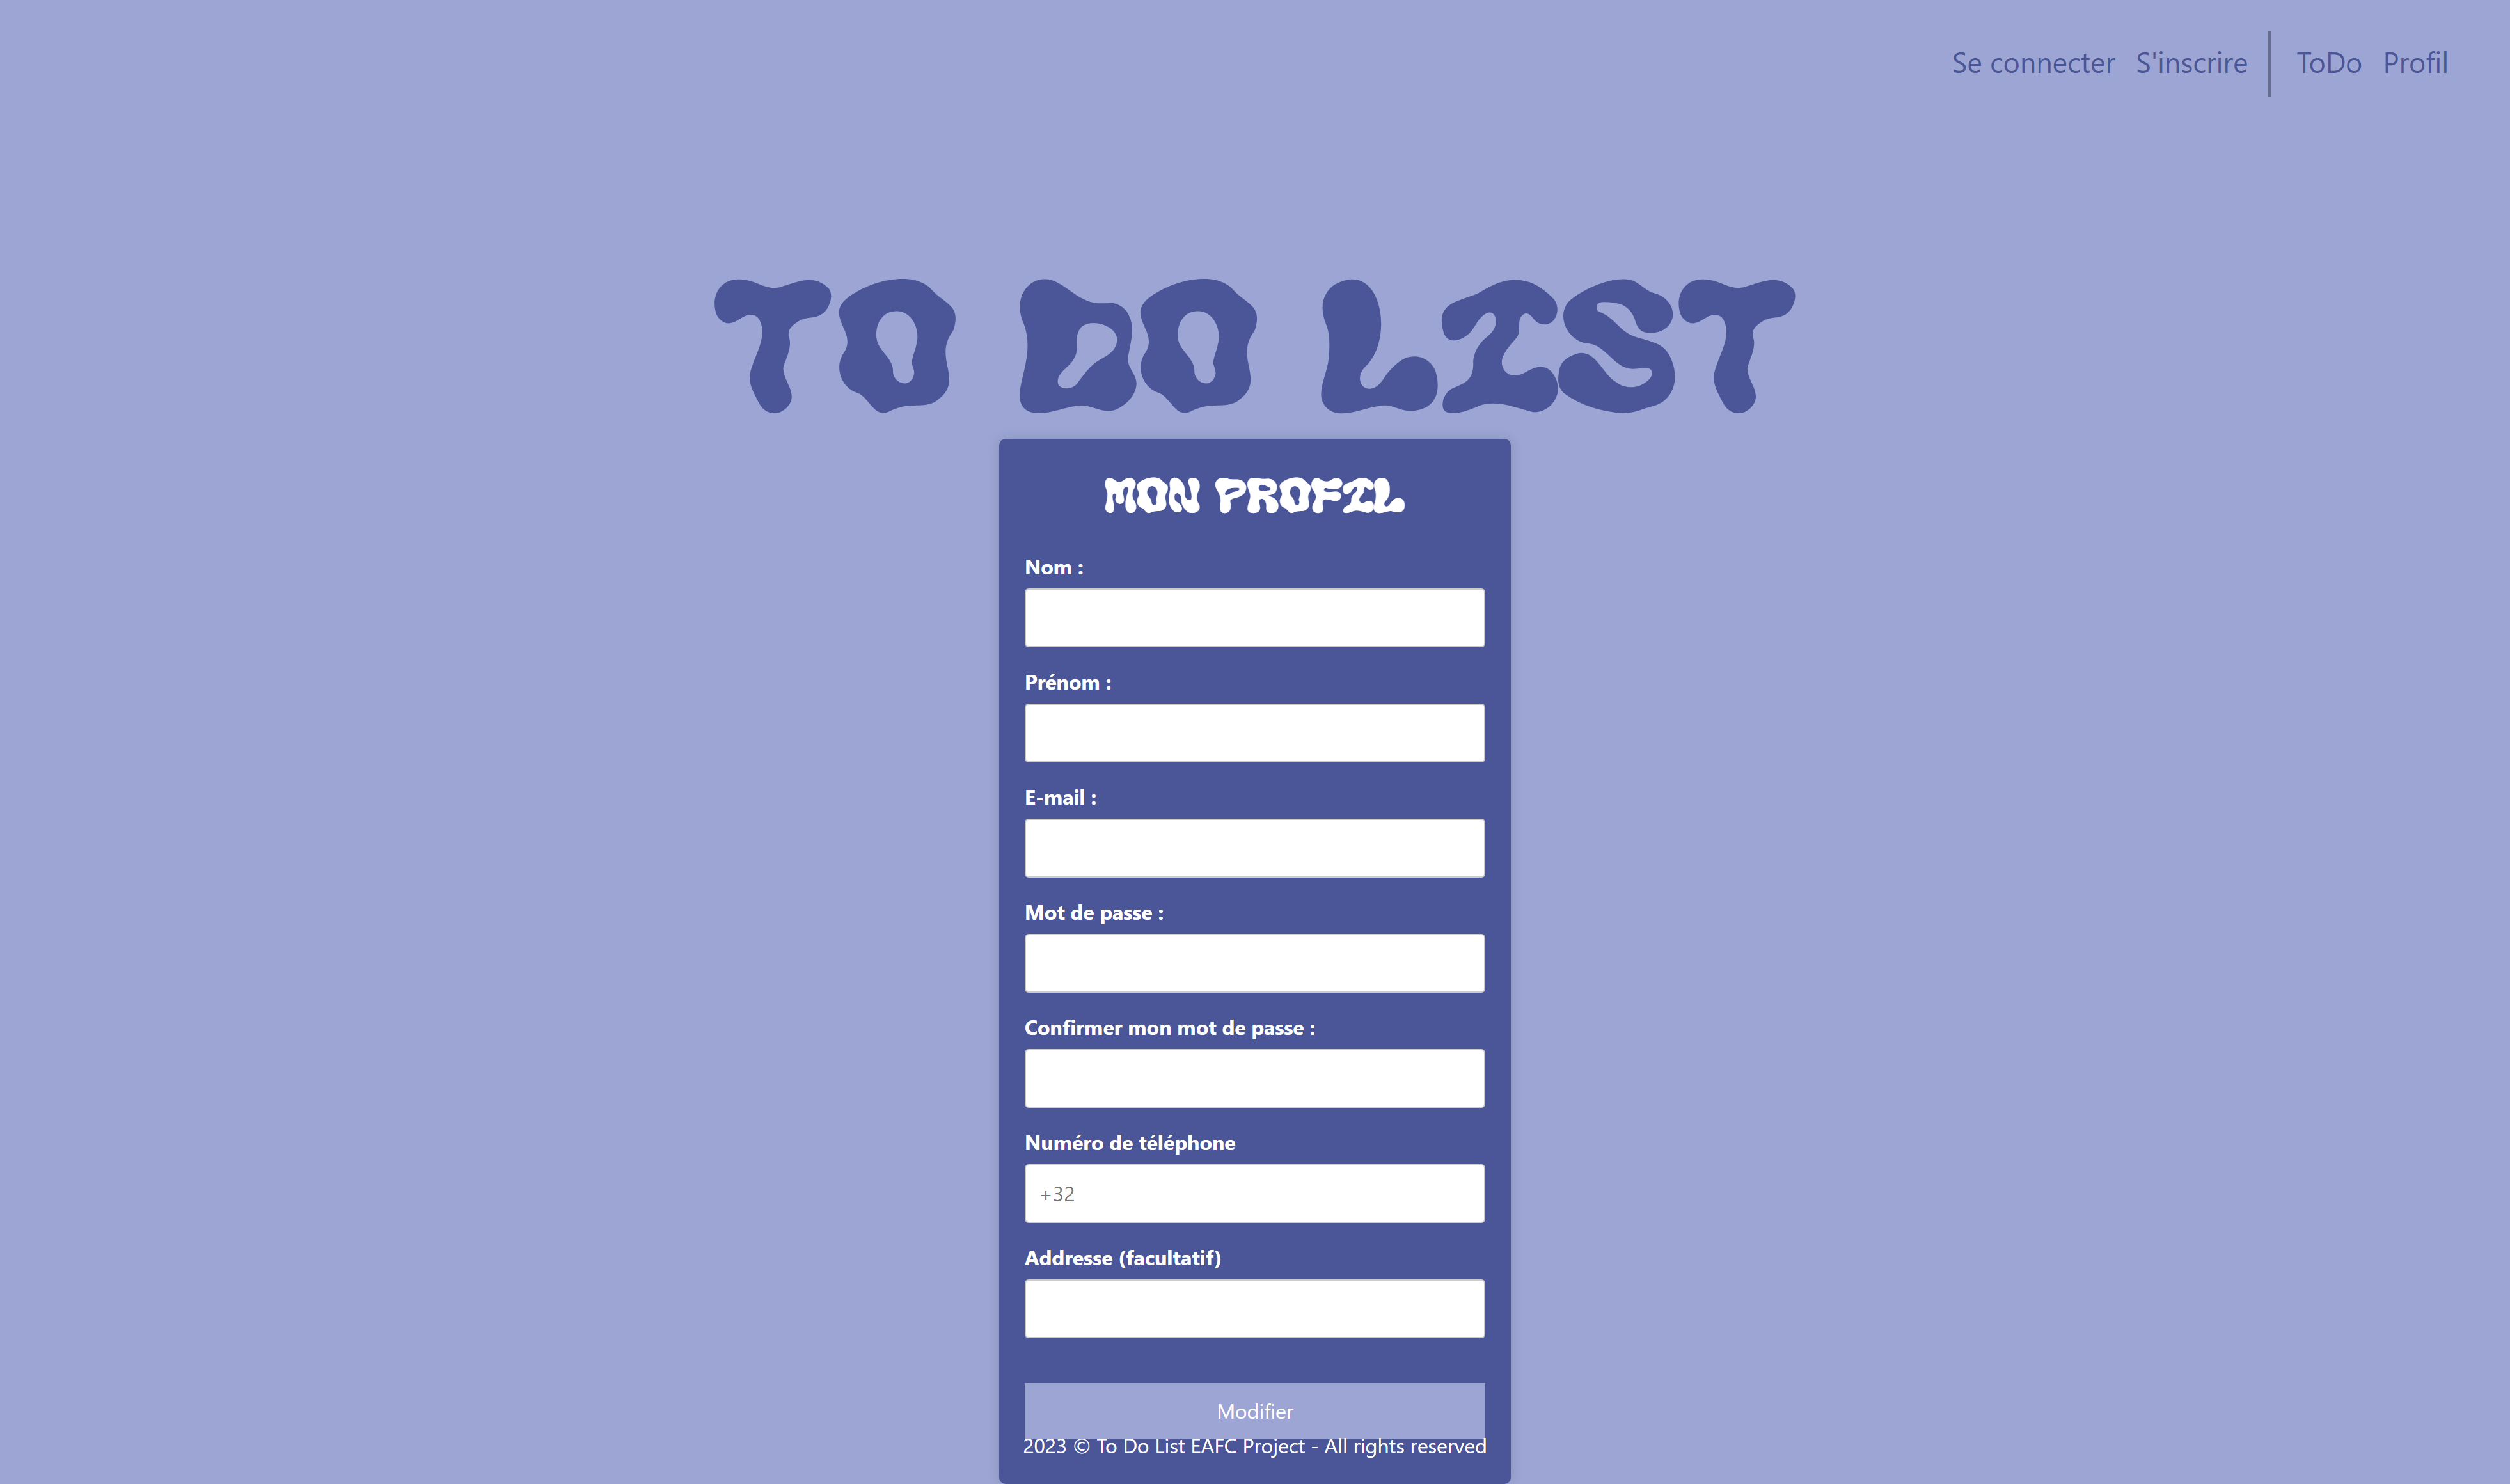 Se connecter S'inscrire ToDo Profil
TO DO LIST
MON PROFIL
Nom :
Prénom :
E-mail :
Mot de passe :
Confirmer mon mot de passe :
Numéro de téléphone
+32
Addresse (facultatif)
Modifier
2023 © To Do List EAFC Project - All rights reserved